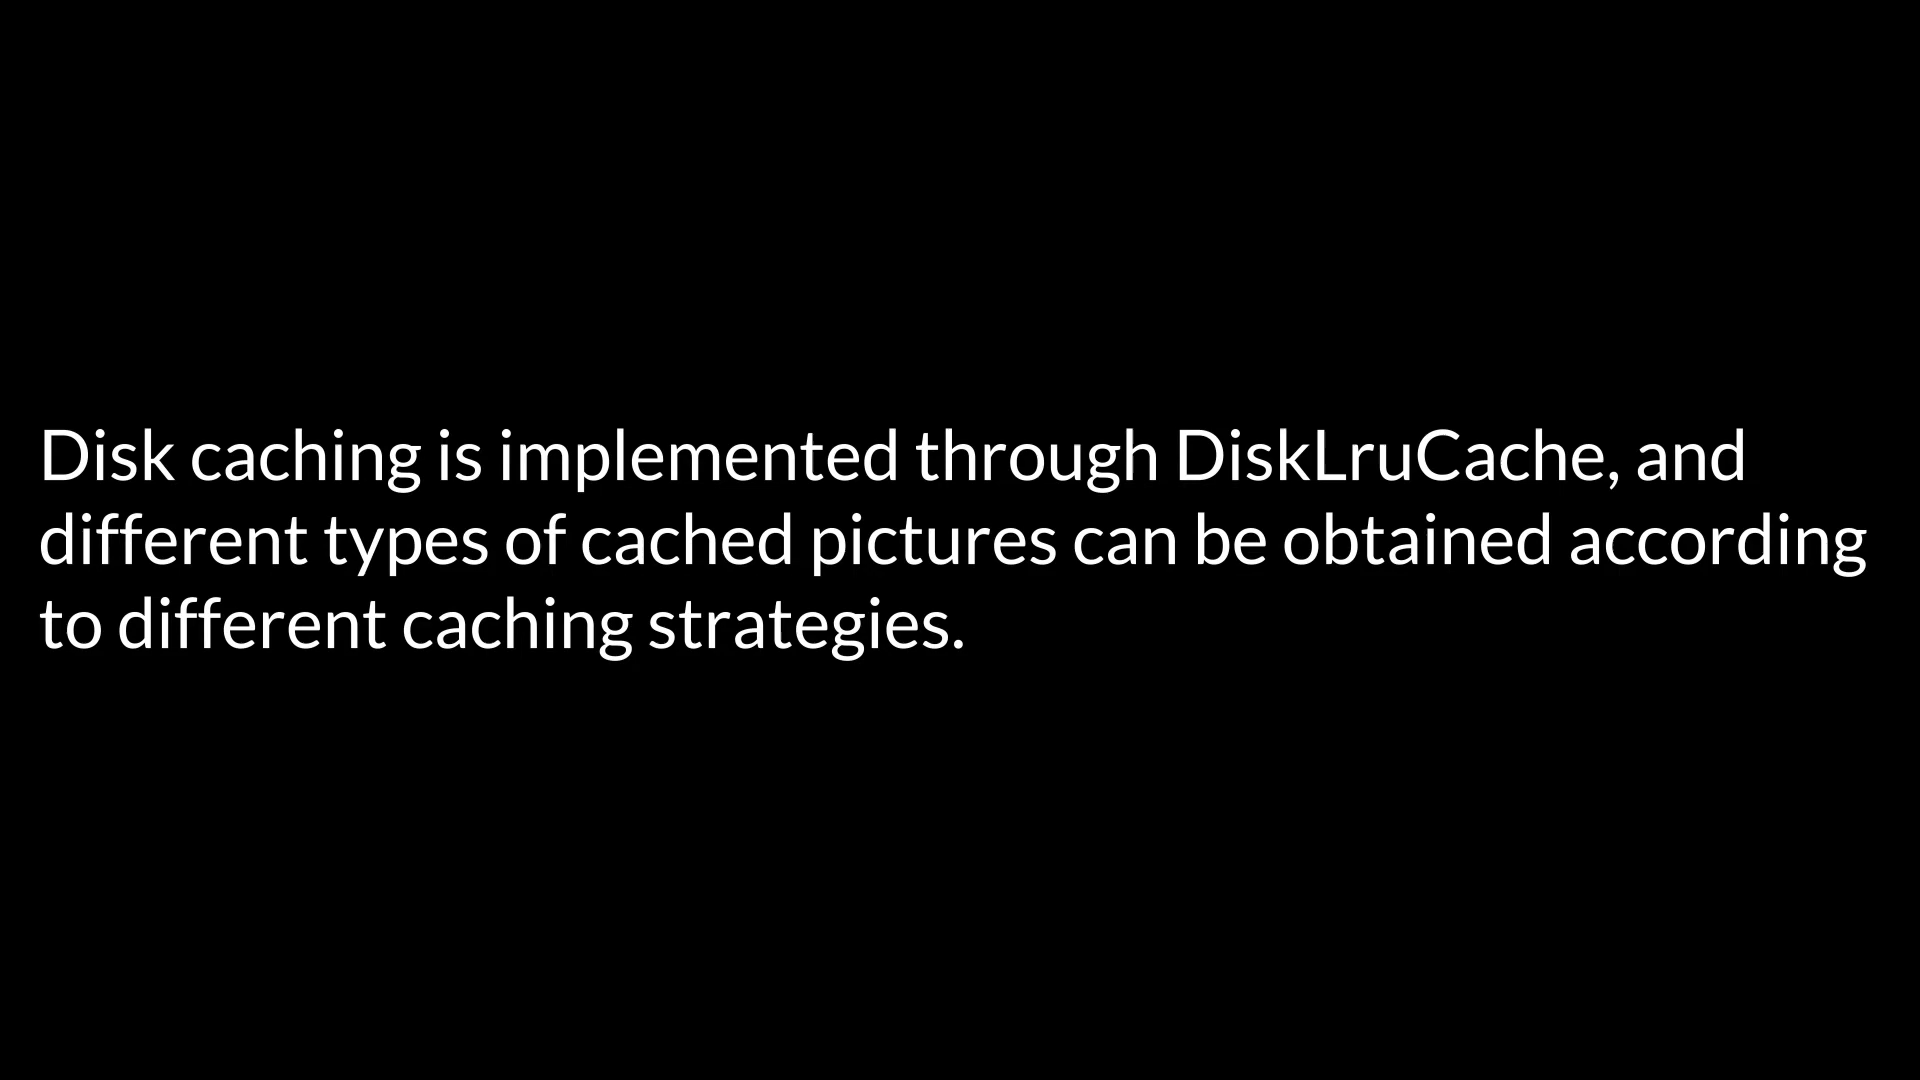 Disk caching is implemented through DiskLruCache, and
different types of cached pictures can be obtained according
to different caching strategies.